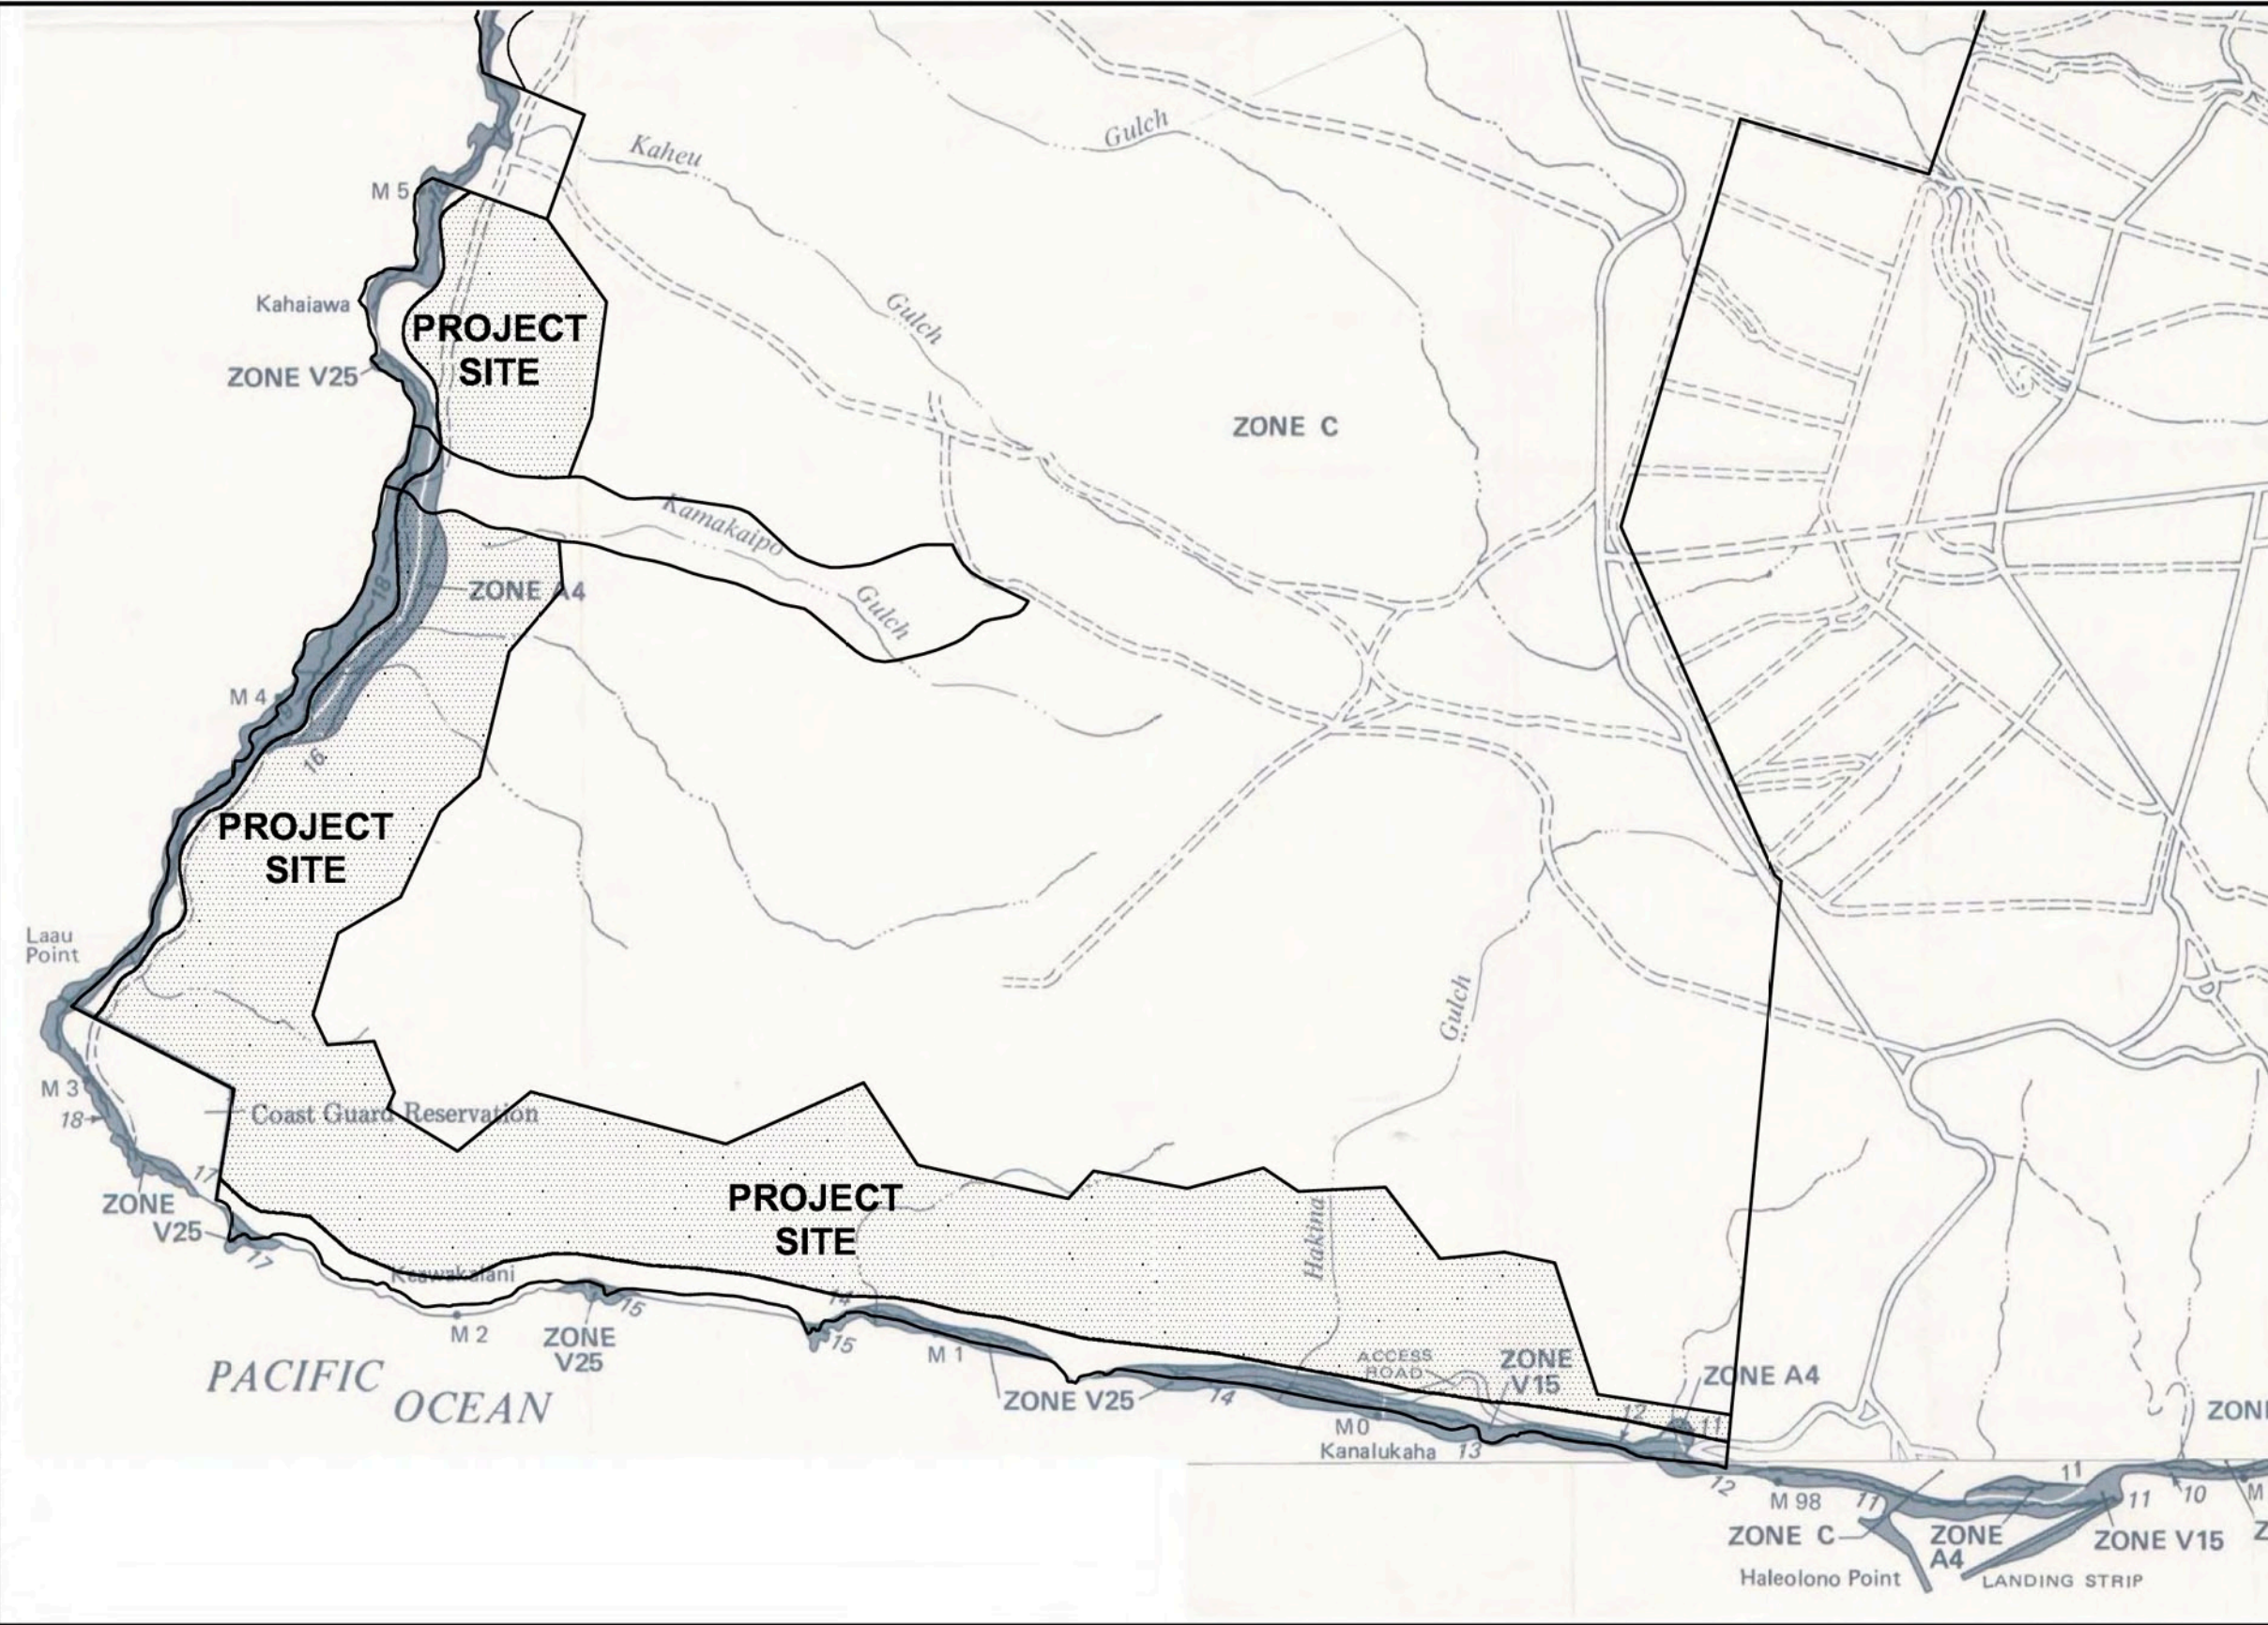 Kaheu
Gulch
M 5
Kahaiawa
Gulch
PROJECT
SITE
ZONE V25
ZONE C
Kamakaipo
Gulch
ZONE A4
18
M 4
19
16
PROJECT
SITE
Laau
Point
Gulch
M 3
18
Coast Guard Reservation
17
ZONE
V25
17
PROJECT
SITE
Hakina
Keawakalani
M 2
15
ZONE
V25
14
15
M 1
ZONE V25
14
ACCESS
ROAD
ZONE
V15
ZONE A4
12
11
M 0
Kanalukaha
13
PACIFIC
OCEAN
12
M 98
11
11
11
10
M
ZONE C
ZONE
A4
ZONE V15
Haleolono Point
LANDING STRIP